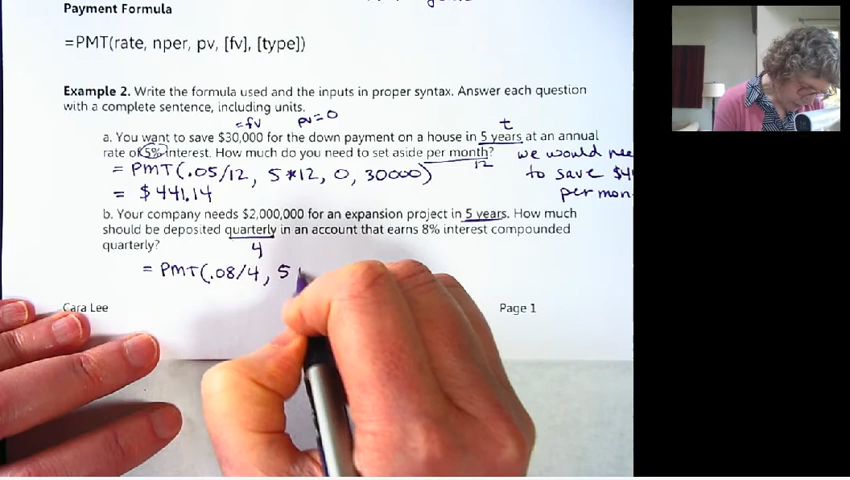 Payment Formula
=PMT(rate, nper, pv, [fv], [type])
Example 2. Write the formula used and the inputs in proper syntax. Answer each question
with a complete sentence, including units.
=fv pv=0 t
a. You want to save $30,000 for the down payment on a house in 5 years at an annual
rate of 5% interest. How much do you need to set aside per month? we would
12
= PMT(.05/12, 5*12, 0, 30000) to save
= $441.14 per
b. Your company needs $2,000,000 for an expansion project in 5 years. How much
should be deposited quarterly in an account that earns 8% interest compounded
quarterly?
4
= PMT(.08/4, 5
Cara Lee Page 1